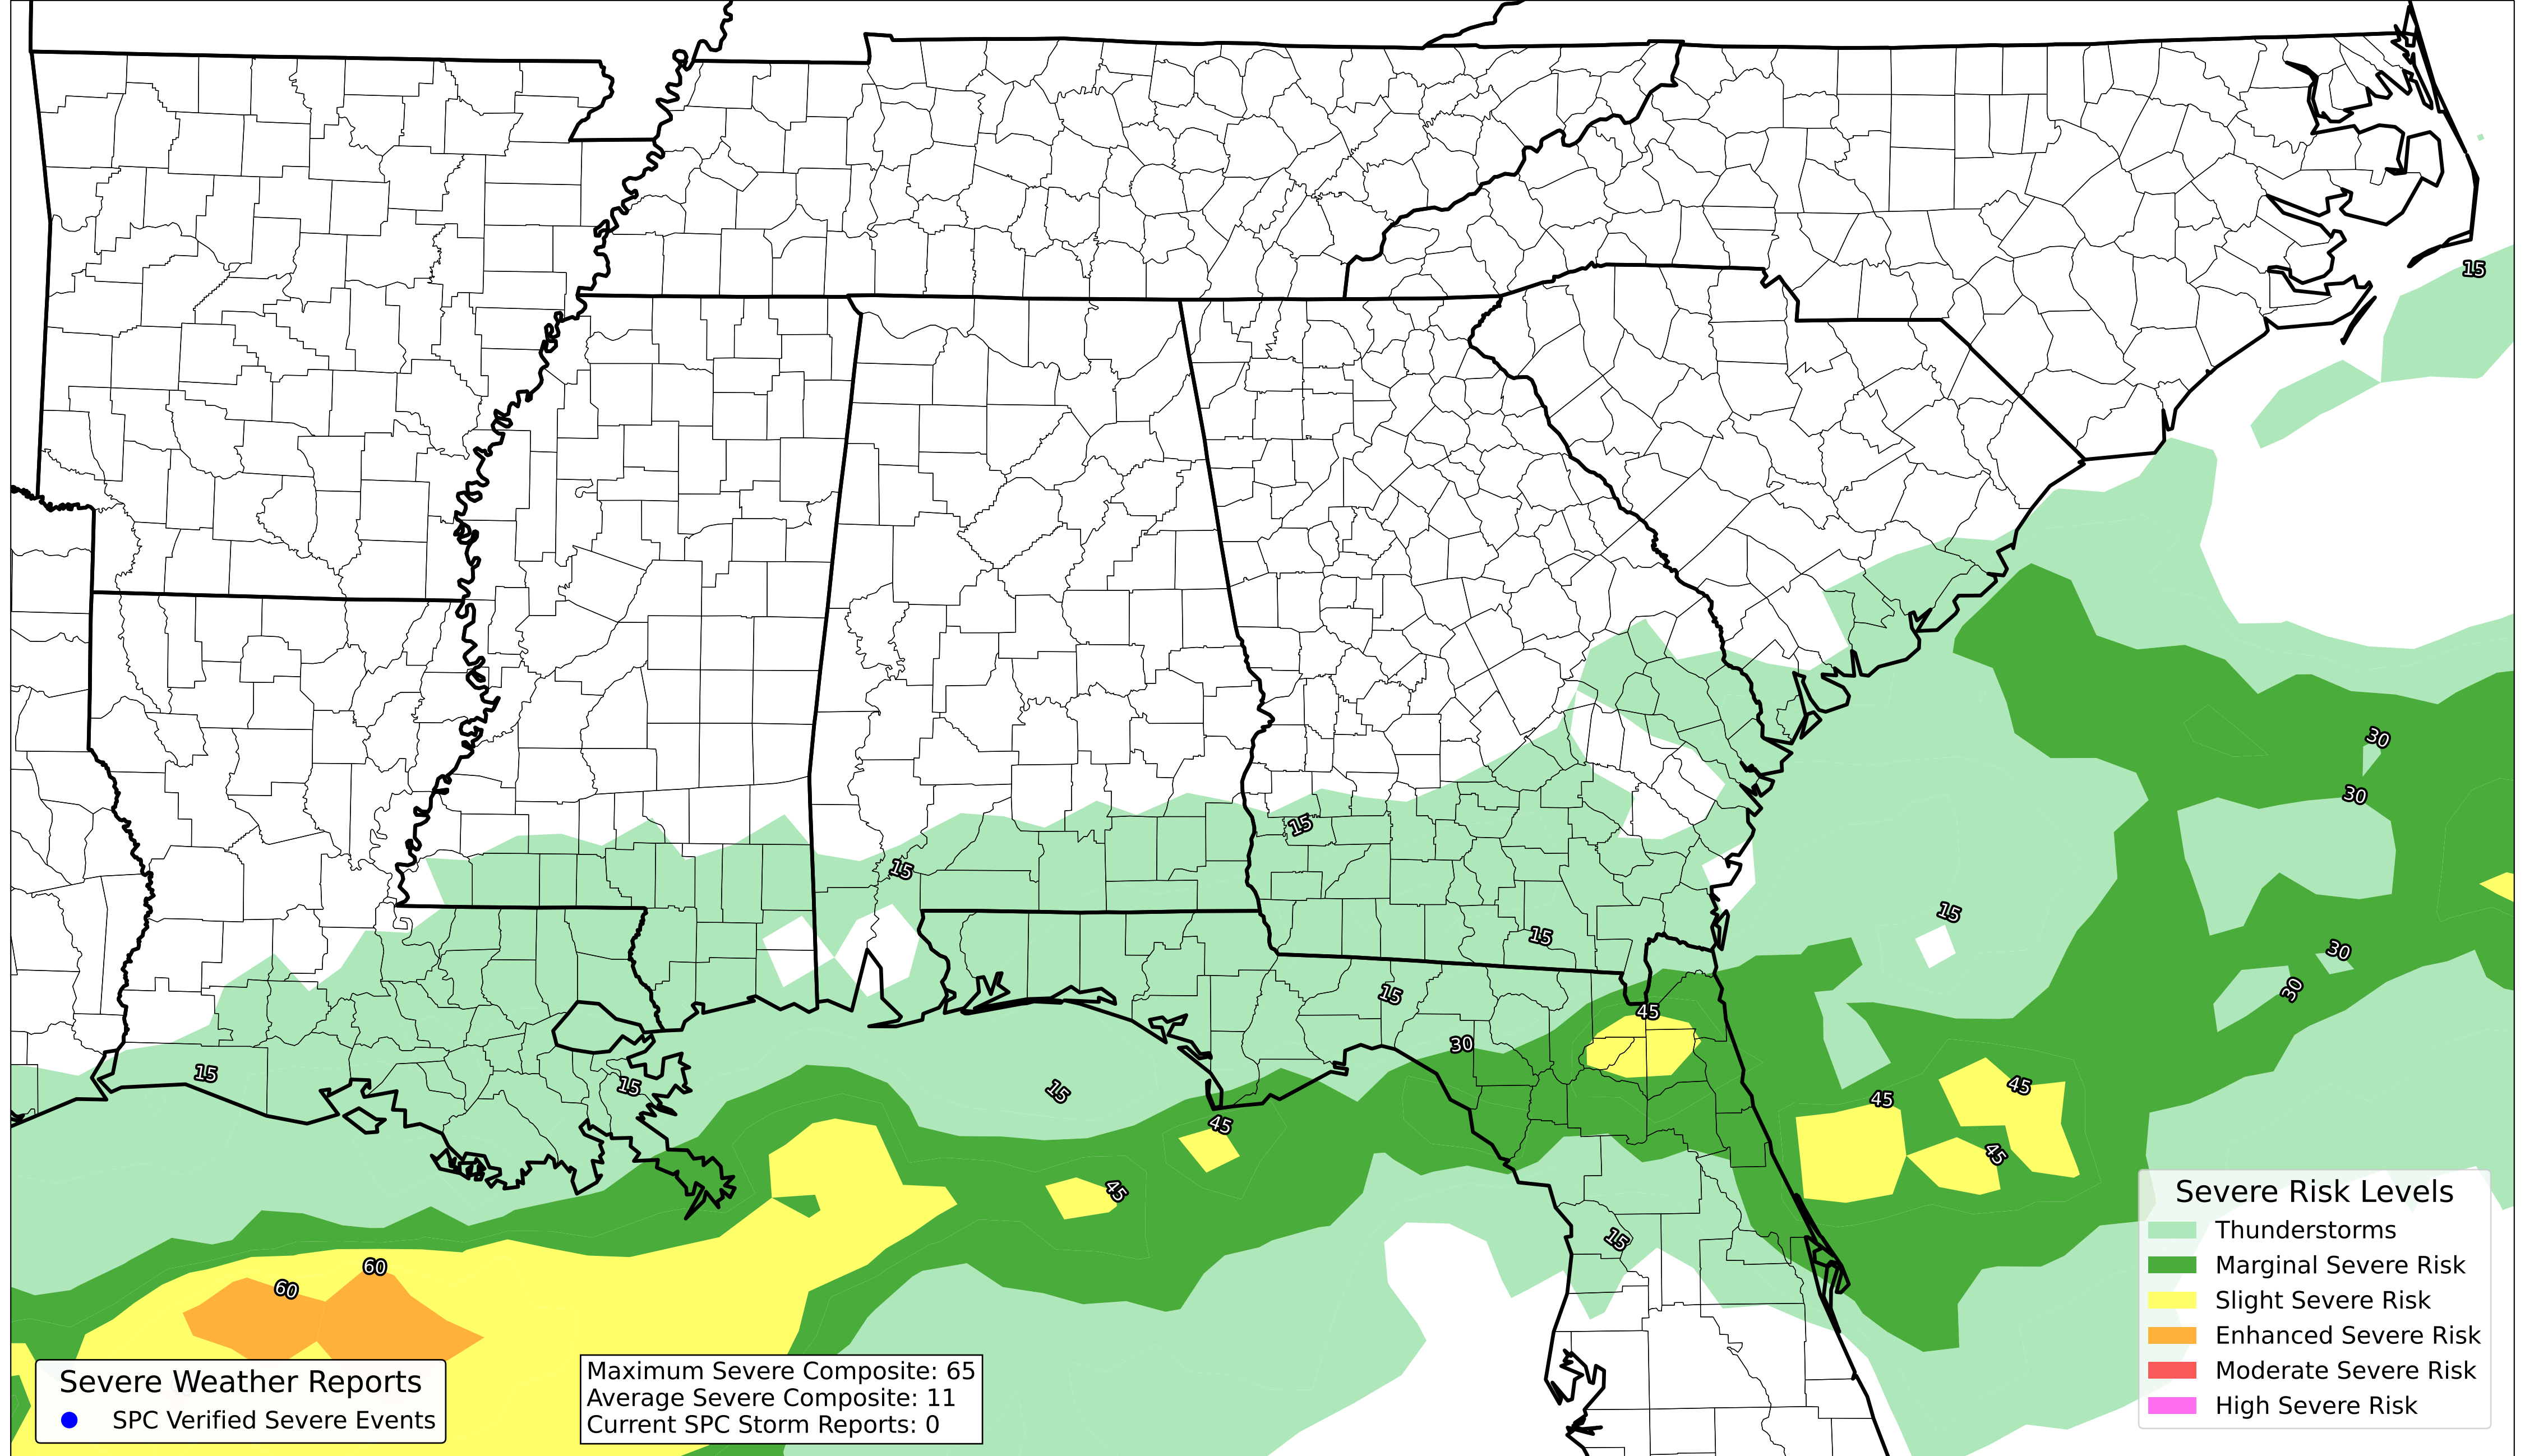 15
30
30
15
15
15
30
15
15
30
45
30
15
15
15
45
45
45
45
45
15
60
60
Severe Risk Levels
Thunderstorms
Marginal Severe Risk
Slight Severe Risk
Enhanced Severe Risk
Moderate Severe Risk
High Severe Risk
Severe Weather Reports
SPC Verified Severe Events
Maximum Severe Composite: 65
Average Severe Composite: 11
Current SPC Storm Reports: 0